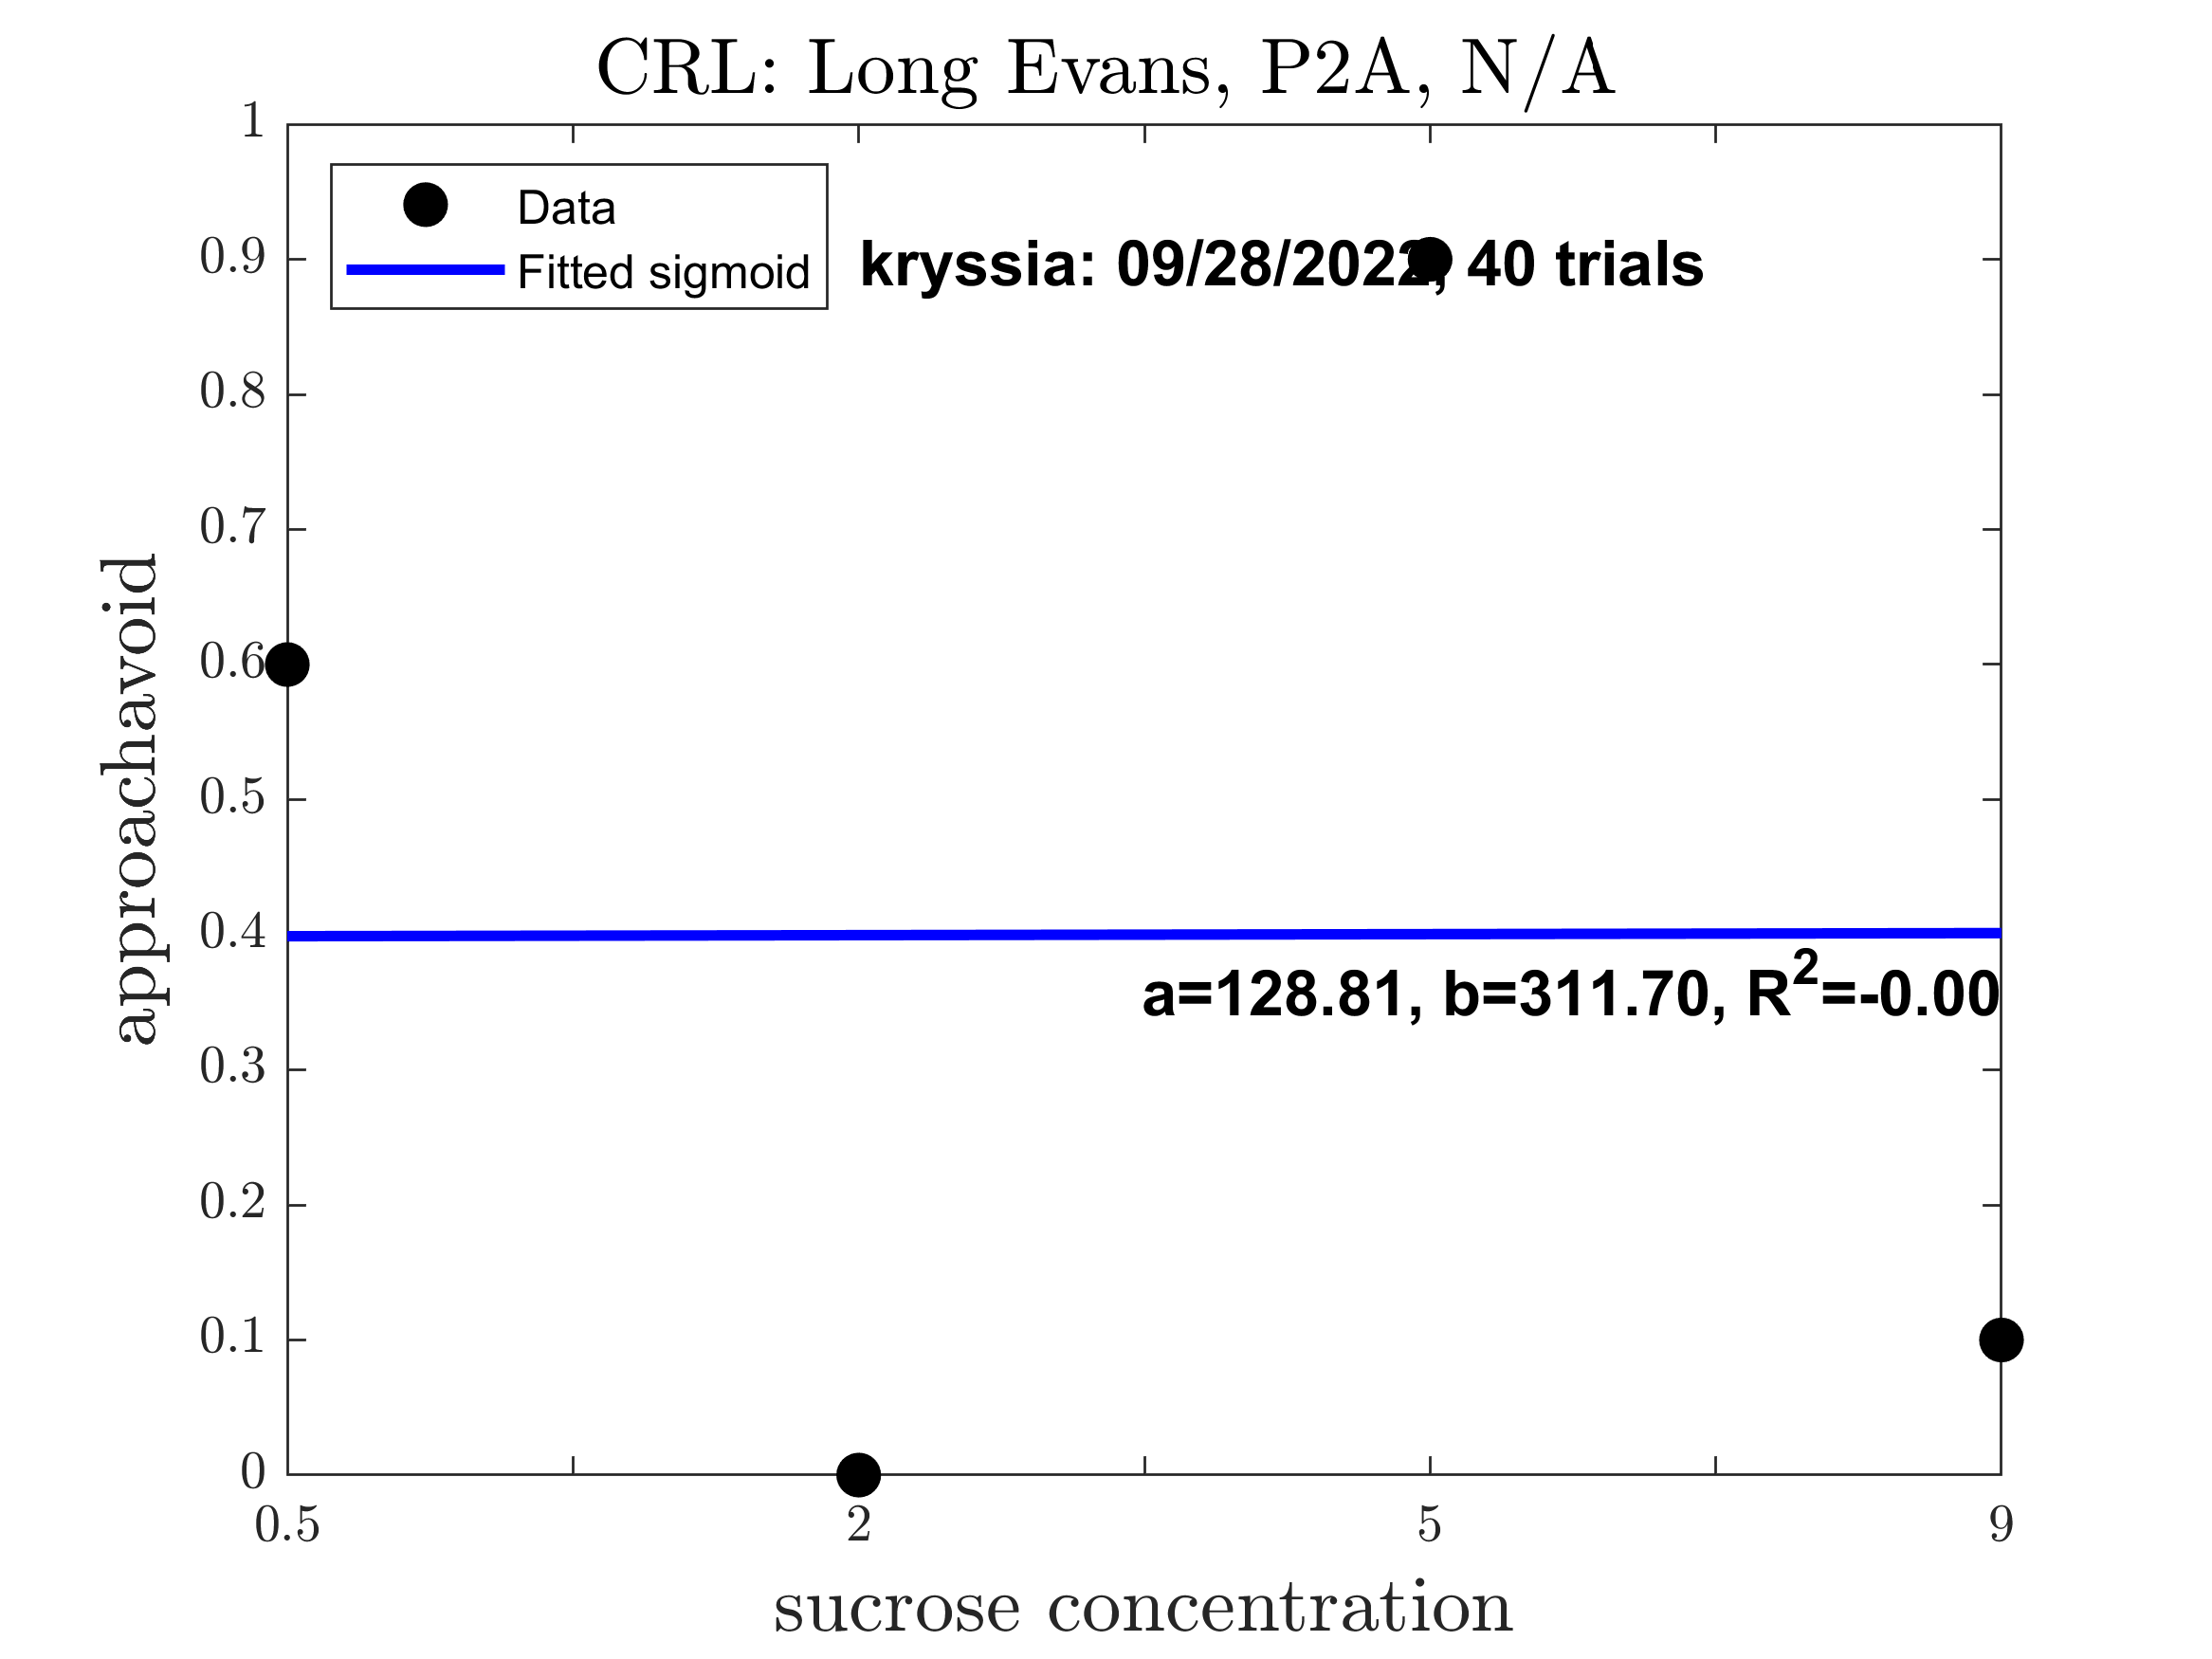 CRL: Long Evans, P2A, N/A
1
Data
Fitted sigmoid
kryssia: 09/28/2022, 40 trials
0.9
0.8
0.7
0.6
0.5
0.4
0.3
0.2
0.1
0
approachavoid
a=128.81, b=311.70, R²=-0.00
0.5 2 5 9
sucrose concentration